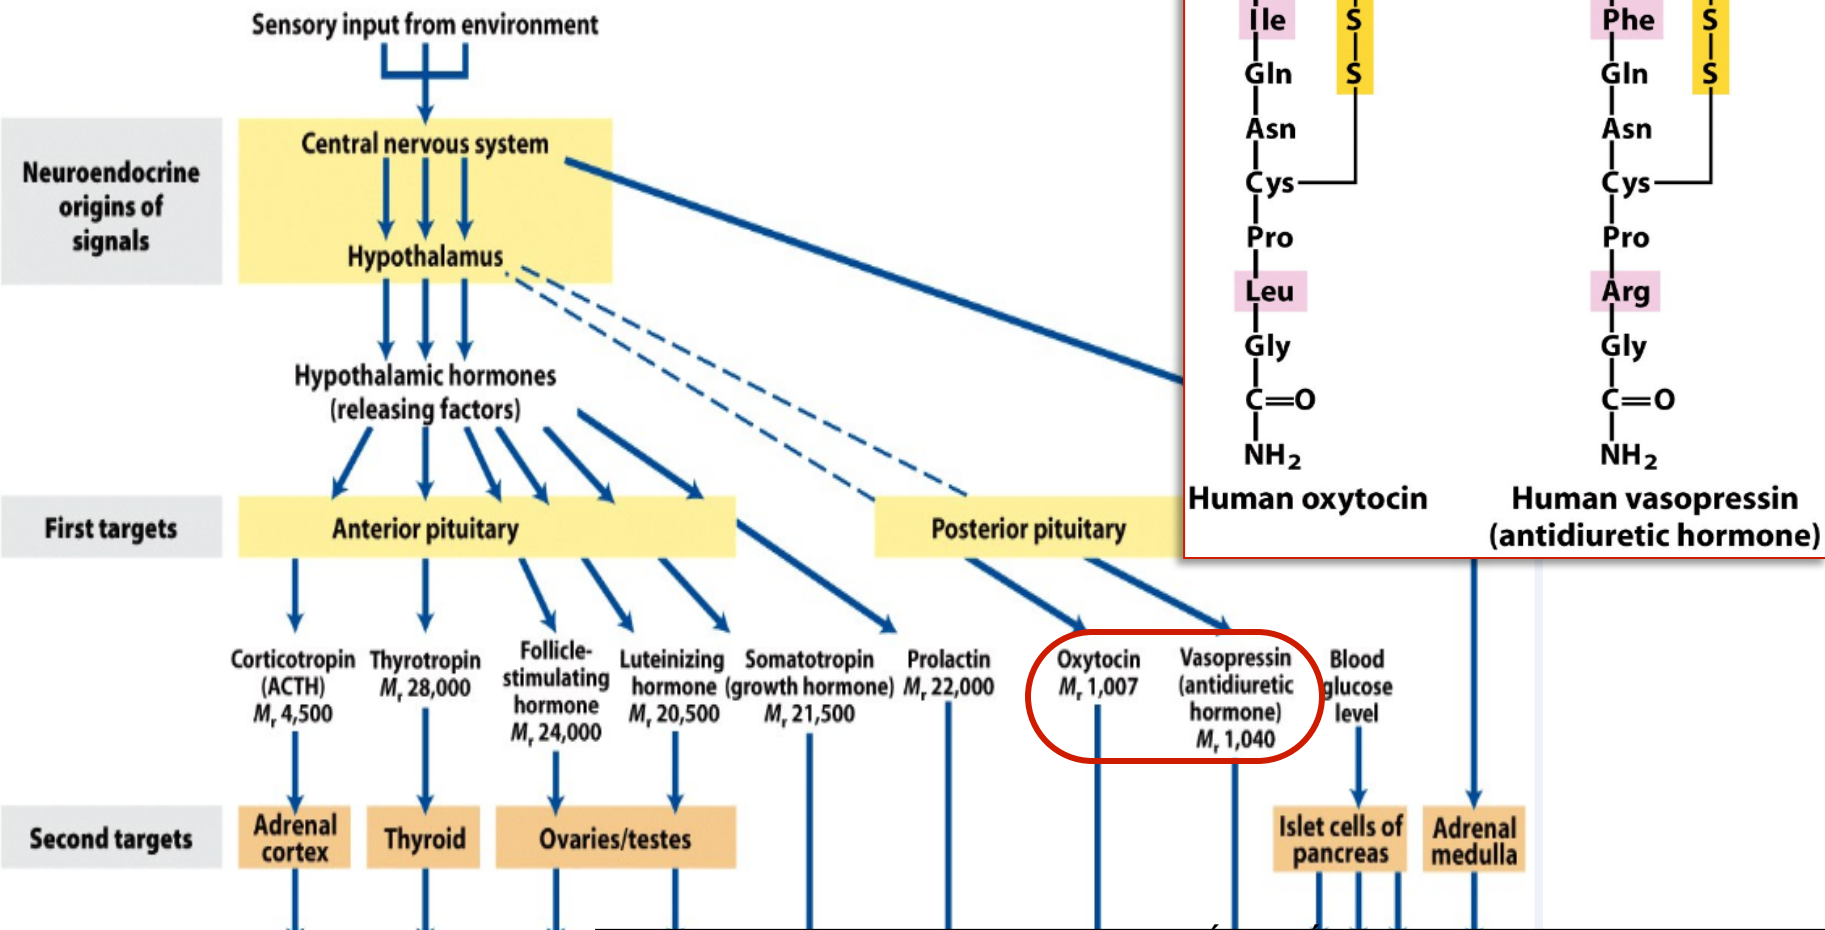 Sensory input from environment
Central nervous system
Neuroendocrine
origins of
signals
Hypothalamus
Hypothalamic hormones
(releasing factors)
First targets
Anterior pituitary
Posterior pituitary
Corticotropin
(ACTH)
Mr 4,500
Thyrotropin
Mr 28,000
Follicle-
stimulating
hormone
Mr 24,000
Luteinizing
hormone
Mr 20,500
Somatotropin
(growth hormone)
Mr 21,500
Prolactin
Mr 22,000
Oxytocin
Mr 1,007
Vasopressin
(antidiuretic
hormone)
Mr 1,040
Blood
glucose
level
Second targets
Adrenal
cortex
Thyroid
Ovaries/testes
Islet cells of
pancreas
Adrenal
medulla
Ile
S
S
Gln
Asn
Cys
Pro
Leu
Gly
C=O
NH2
Human oxytocin
Phe
S
S
Gln
Asn
Cys
Pro
Arg
Gly
C=O
NH2
Human vasopressin
(antidiuretic hormone)